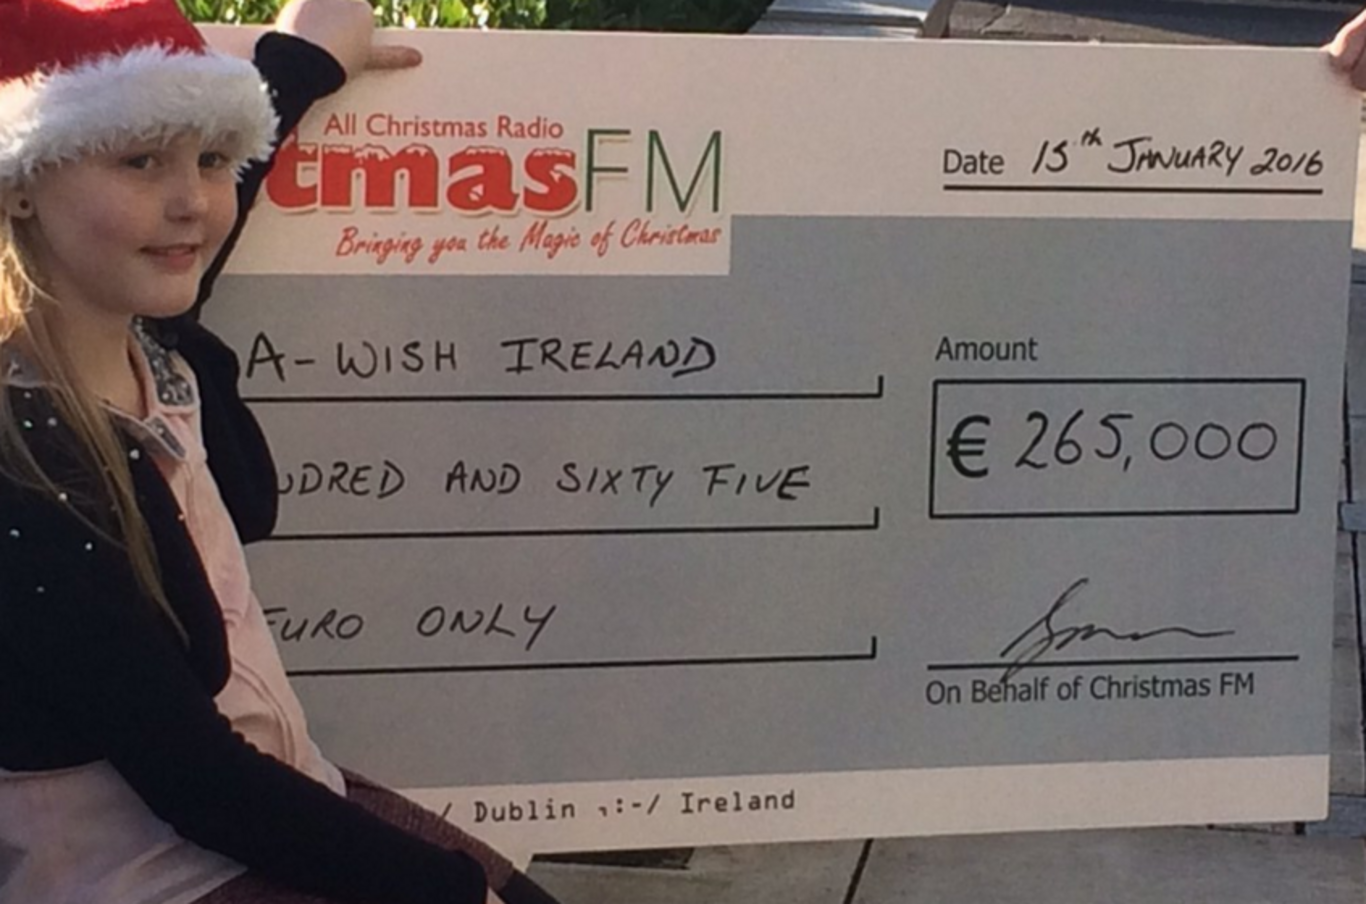 All Christmas Radio
tmasFM
Bringing you the Magic of Christmas
Date 15th JANUARY 2016
A-WISH IRELAND
Amount
€ 265,000
DRED AND SIXTY FIVE
EURO ONLY
On Behalf of Christmas FM
/ Dublin ,:-/ Ireland